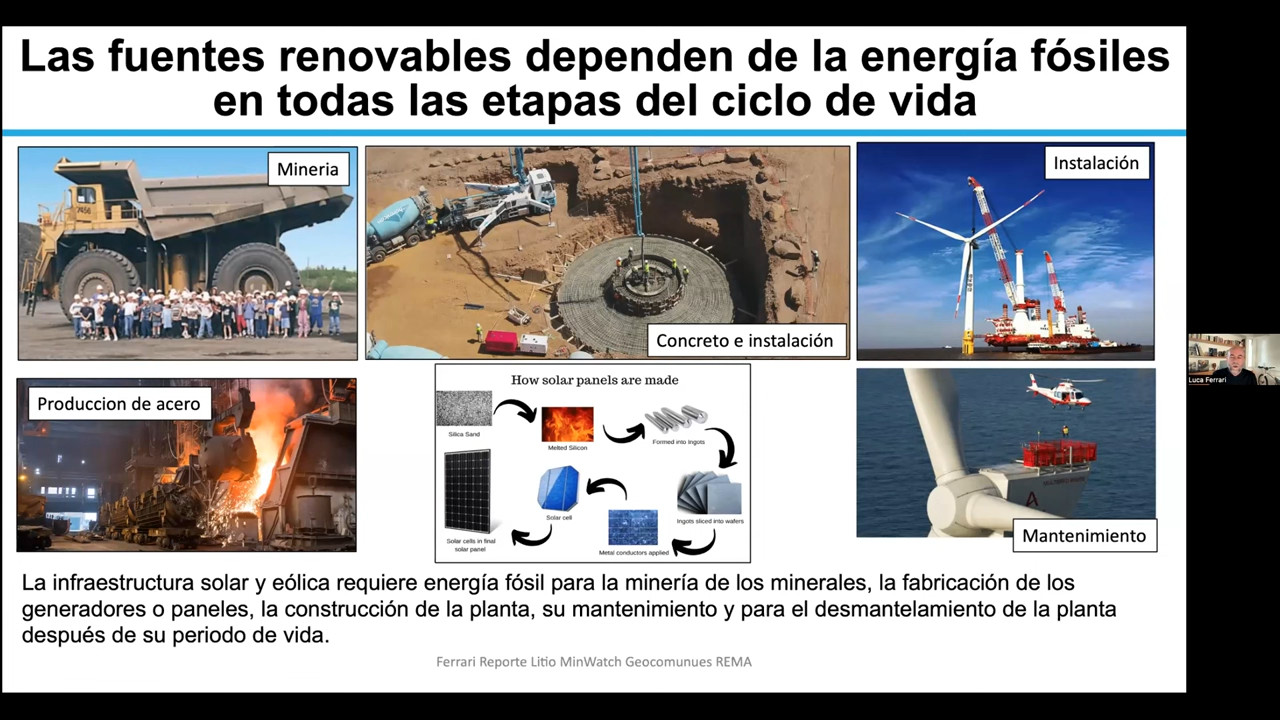 Las fuentes renovables dependen de la energía fósiles
en todas las etapas del ciclo de vida
Mineria
Concreto e instalación
Instalación
Produccion de acero
How solar panels are made
Silica Sand
Melted Silicon
Formed into Ingots
Ingots sliced into wafers
Metal conductors applied
Solar cell
Solar cells in final
solar panel
Mantenimiento
La infraestructura solar y eólica requiere energía fósil para la minería de los minerales, la fabricación de los
generadores o paneles, la construcción de la planta, su mantenimiento y para el desmantelamiento de la planta
después de su periodo de vida.
Ferrari Reporte Litio MinWatch Geocomunues REMA
Luca Ferrari